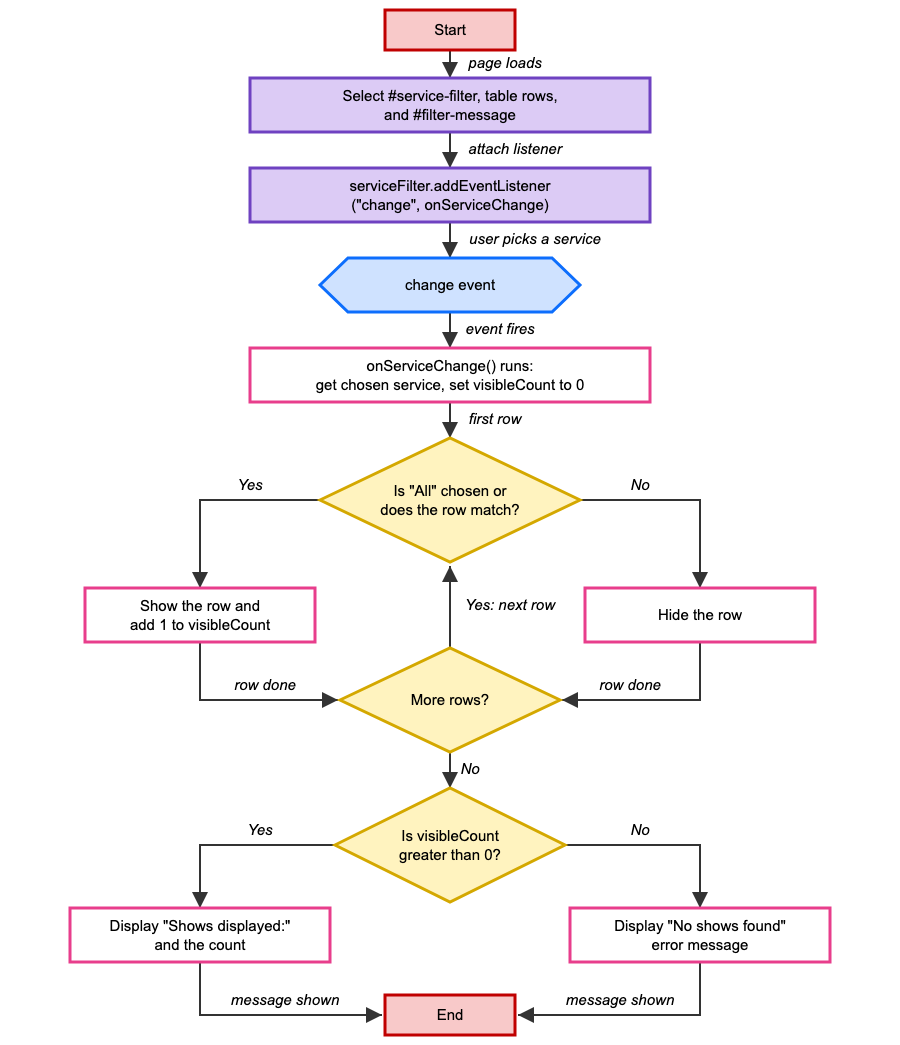 Start
page loads
Select #service-filter, table rows,
and #filter-message
attach listener
serviceFilter.addEventListener
("change", onServiceChange)
user picks a service
change event
event fires
onServiceChange() runs:
get chosen service, set visibleCount to 0
first row
Is "All" chosen or
does the row match?
Yes
No
Show the row and
add 1 to visibleCount
Yes: next row
Hide the row
row done
More rows?
row done
No
Is visibleCount
greater than 0?
Yes
No
Display "Shows displayed:"
and the count
Display "No shows found"
error message
message shown
End
message shown